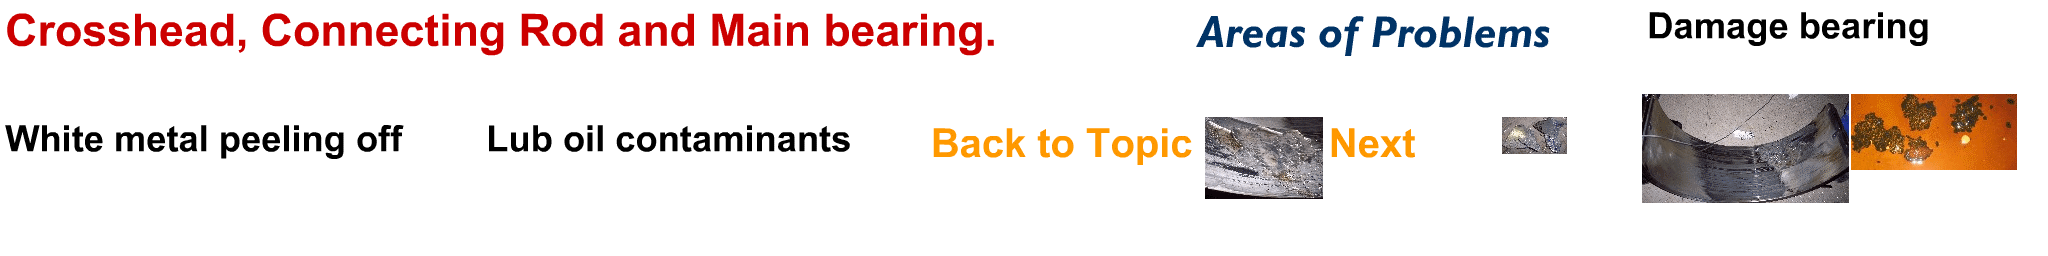 Crosshead, Connecting Rod and Main bearing.
Areas of Problems
Damage bearing
White metal peeling off
Lub oil contaminants
Back to Topic
Next